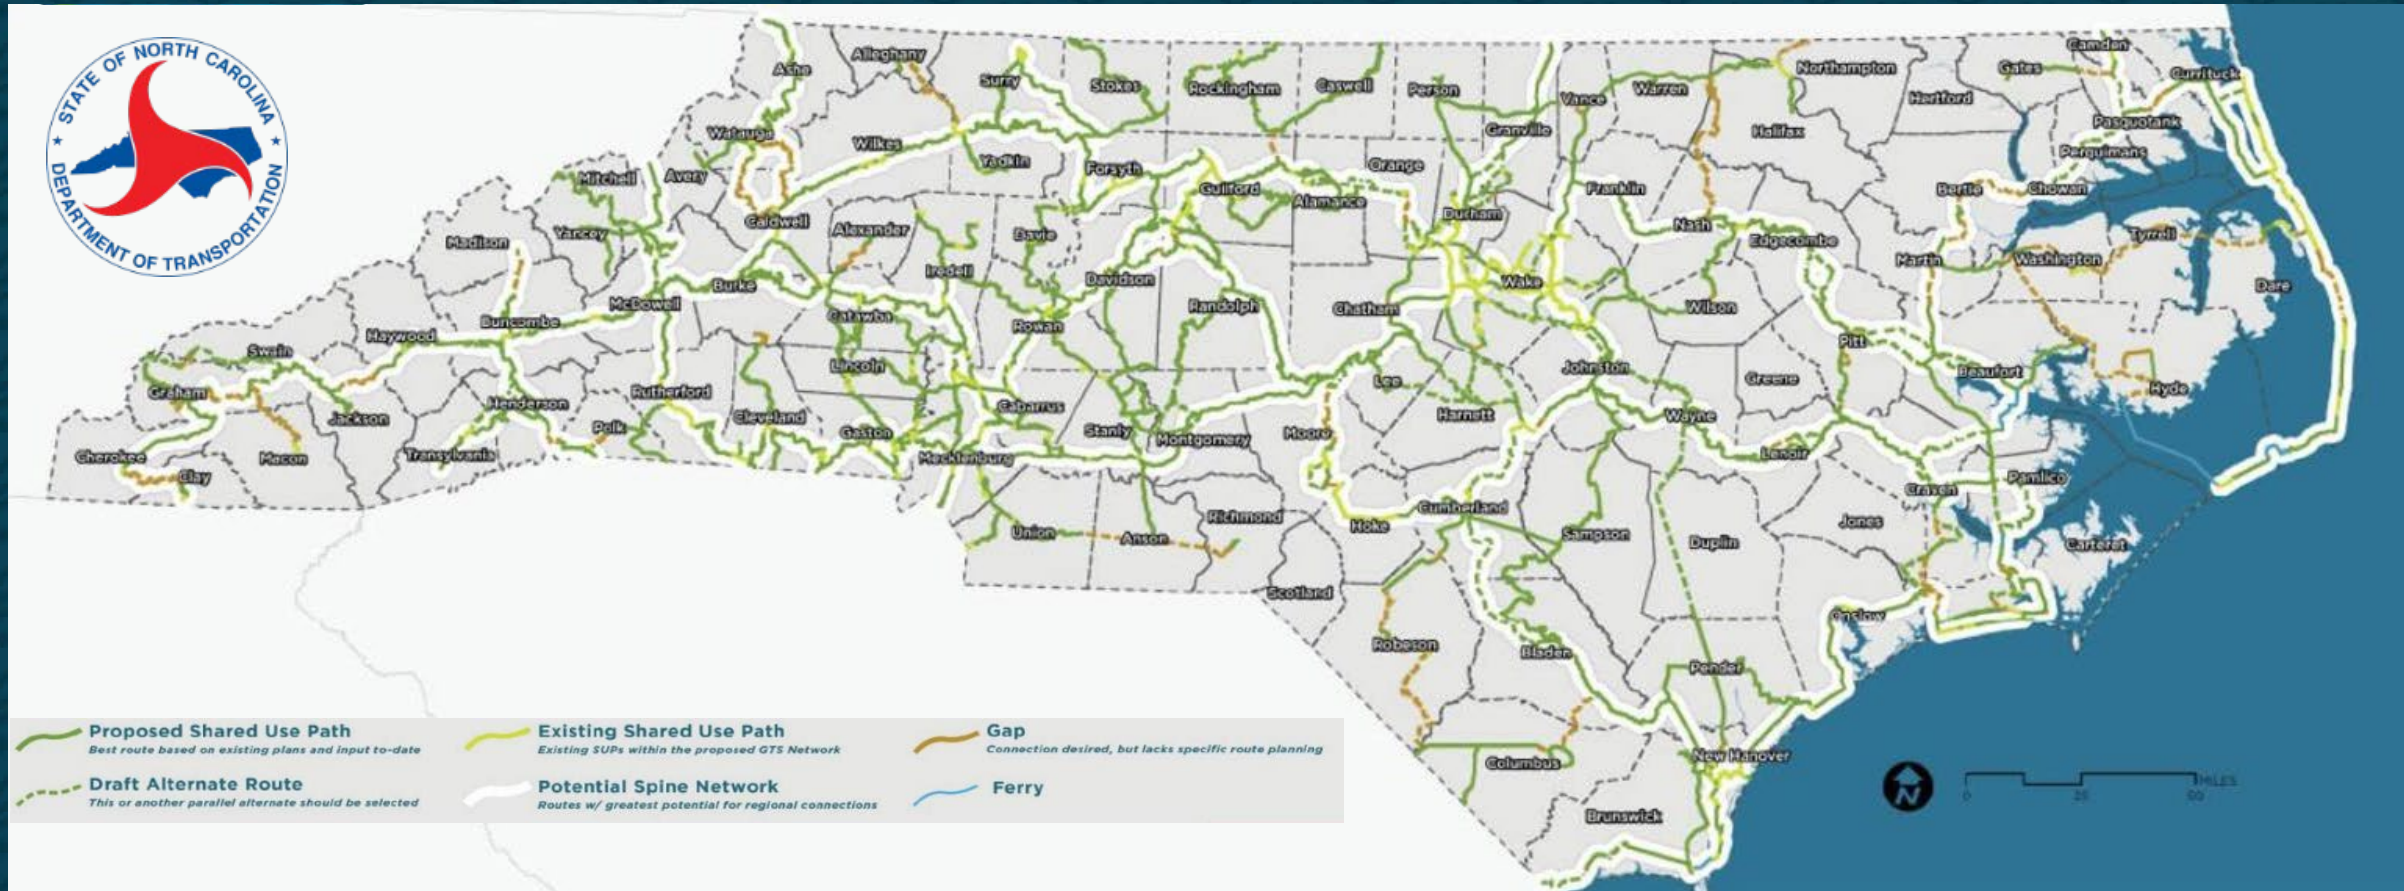 STATE OF NORTH CAROLINA
DEPARTMENT OF TRANSPORTATION
Camden
Alleghany
Ashe
Surry
Stokes
Rockingham
Caswell
Person
Vance
Warren
Northampton
Gates
Currituck
Hertford
Watauga
Wilkes
Granville
Halifax
Pasquotank
Perquimans
Yadkin
Forsyth
Orange
Mitchell
Avery
Guilford
Franklin
Bertie
Chowan
Alamance
Caldwell
Durham
Nash
Yancey
Alexander
Davie
Edgecombe
Tyrrell
Madison
Iredell
Martin
Washington
Burke
Davidson
Wake
Dare
McDowell
Randolph
Chatham
Wilson
Catawba
Buncombe
Rowan
Haywood
Pitt
Swain
Lincoln
Johnston
Beaufort
Graham
Rutherford
Lee
Greene
Hyde
Henderson
Cabarrus
Jackson
Cleveland
Harnett
Wayne
Polk
Gaston
Stanly
Montgomery
Moore
Cherokee
Macon
Transylvania
Mecklenburg
Lenoir
Clay
Pamlico
Craven
Cumberland
Richmond
Hoke
Jones
Union
Anson
Sampson
Duplin
Carteret
Scotland
Onslow
Robeson
Bladen
Pender
New Hanover
Columbus
Brunswick
Proposed Shared Use Path
Best route based on existing plans and input to-date
Existing Shared Use Path
Existing SUPs within the proposed GTS Network
Gap
Connection desired, but lacks specific route planning
Draft Alternate Route
This or another parallel alternate should be selected
Potential Spine Network
Routes w/ greatest potential for regional connections
Ferry
N
MILES
0
25
50